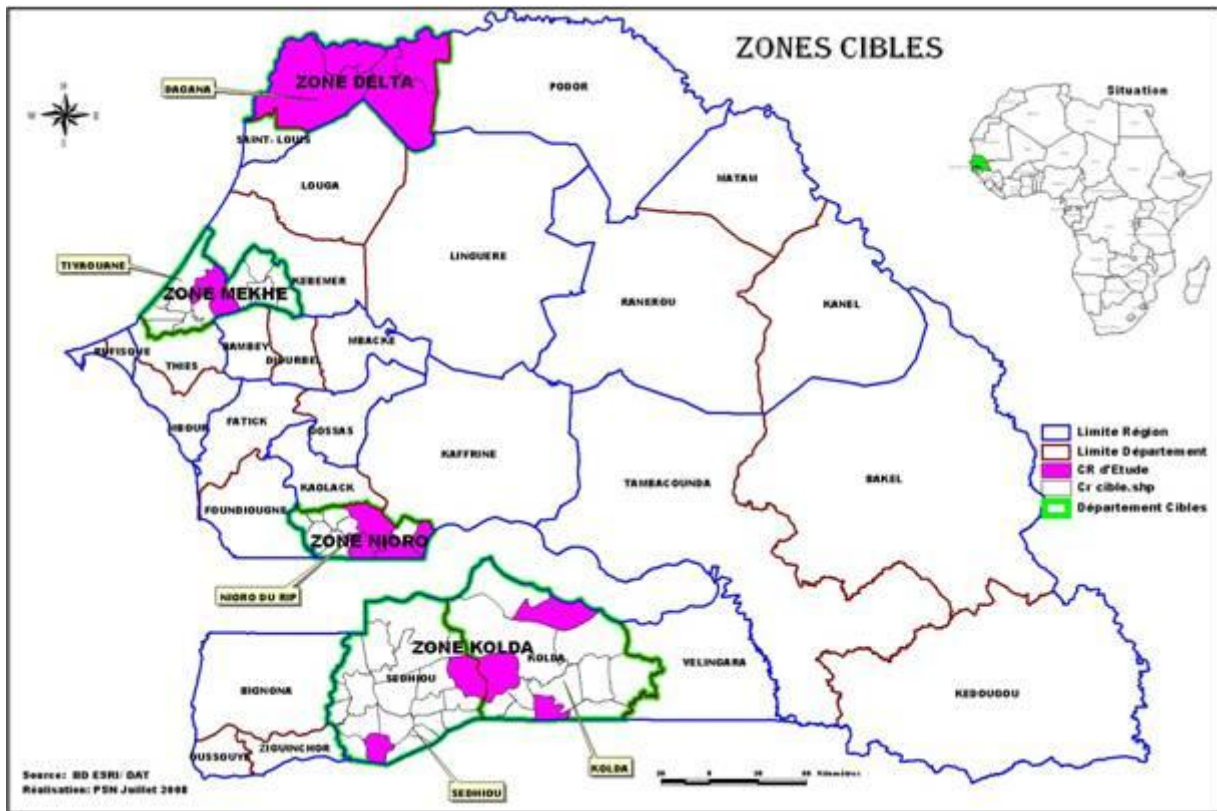 ZONES CIBLES
ZONE DELTA
DAGANA
PODOR
Situation
N
W
E
S
SAINT-LOUIS
LOUGA
MATAM
LINGUERE
TIVAOUANE
KEBEMER
ZONE MEKHE
RANEROU
KANEL
RUFISQUE
THIES
BAMBEY
DIOURBEL
MBACKE
MBOUR
FATICK
GOSSAS
KAFFRINE
Limite Région
Limite Département
CR d'Etude
Cr cible.shp
Département Cibles
KAOLACK
TAMBACOUNDA
BAKEL
FOUNDIOUGNE
ZONE NIORO
NIORO DU RIP
ZONE KOLDA
KOLDA
SEDHIOU
VELINGARA
BIGNONA
KEDOUGOU
OUSSOUYE
ZIGUINCHOR
KOLDA
SEDHIOU
Source: BD ESRI/ DAT
Réalisation: PSN Juillet 2008